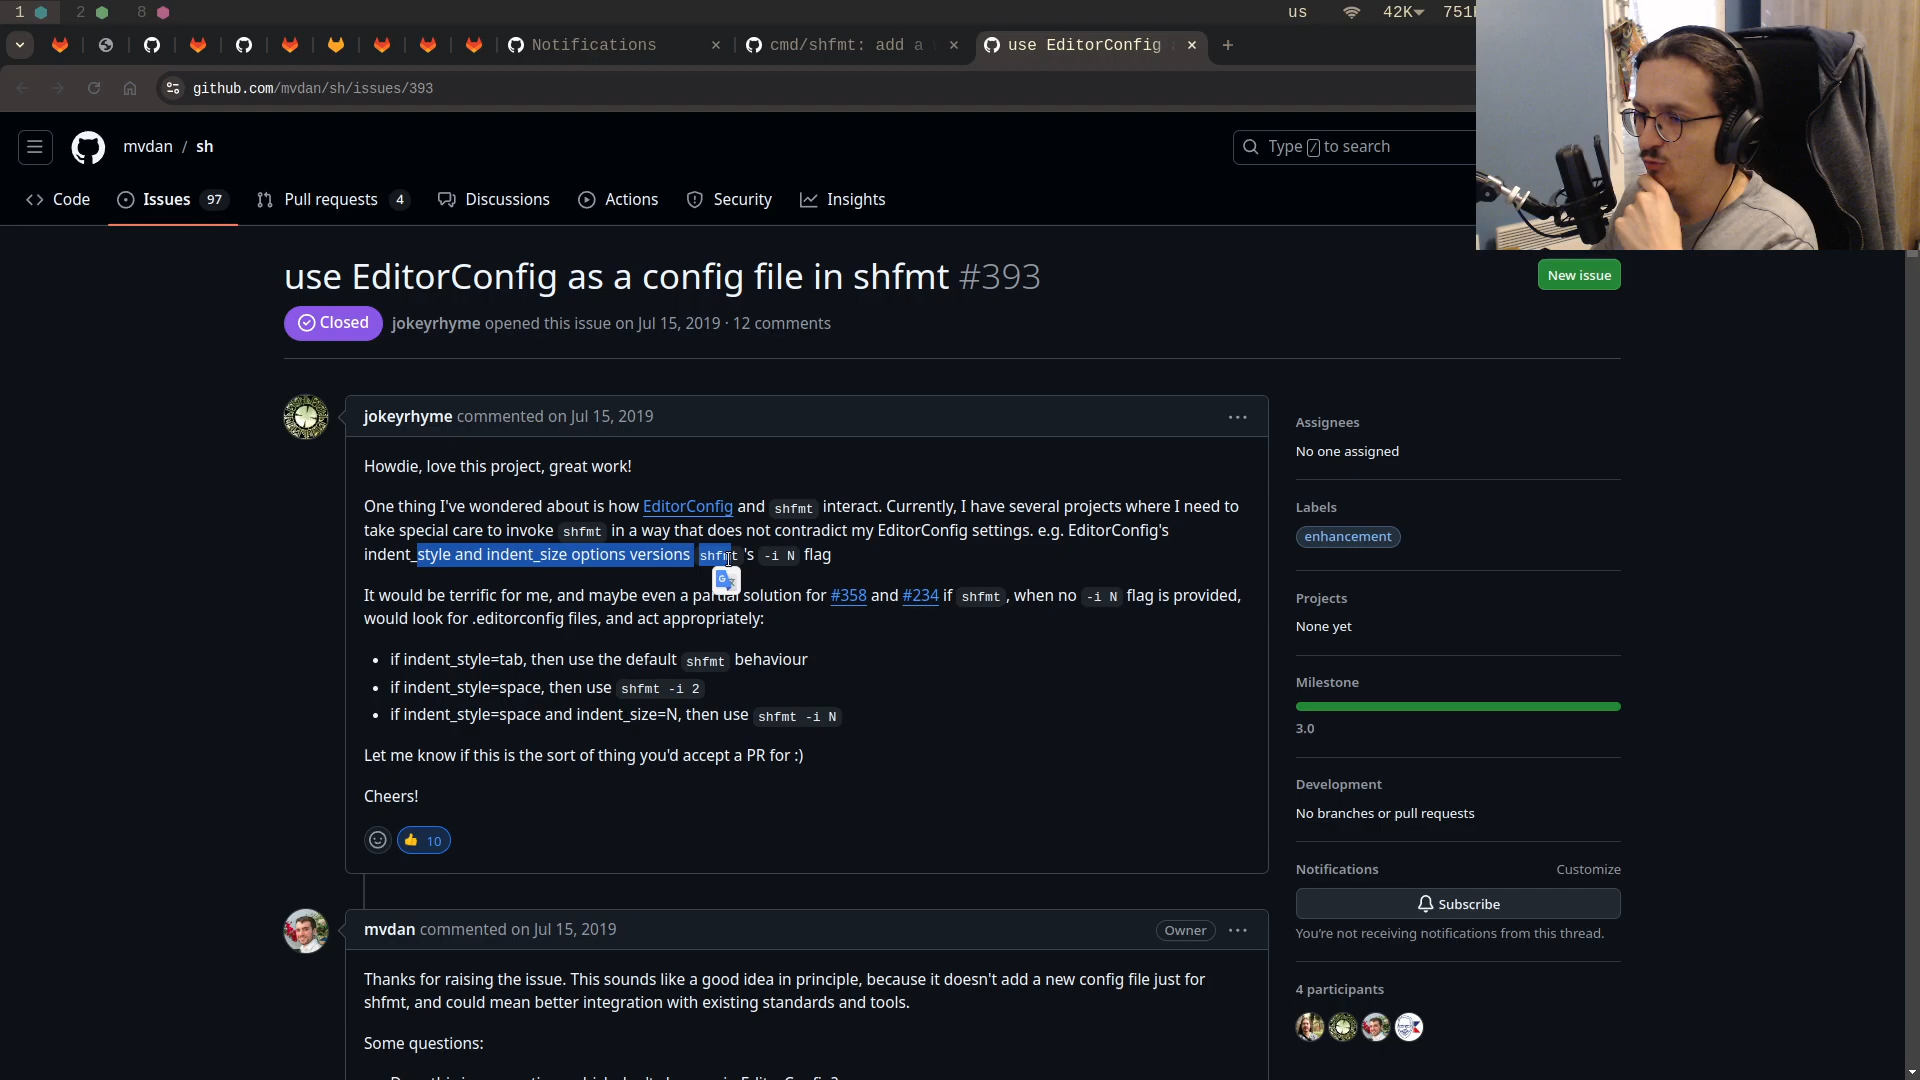 1 2 8 us 42K 751
Notifications × cmd/shfmt: add a × use EditorConfig × +
github.com/mvdan/sh/issues/393
mvdan / sh
Type / to search
Code Issues 97 Pull requests 4 Discussions Actions Security Insights
use EditorConfig as a config file in shfmt #393
New issue
Closed jokeyrhyme opened this issue on Jul 15, 2019 · 12 comments
jokeyrhyme commented on Jul 15, 2019 ···
Howdie, love this project, great work!
One thing I've wondered about is how EditorConfig and shfmt interact. Currently, I have several projects where I need to
take special care to invoke shfmt in a way that does not contradict my EditorConfig settings. e.g. EditorConfig's
indent_style and indent_size options versions shfmt 's -i N flag
It would be terrific for me, and maybe even a partial solution for #358 and #234 if shfmt , when no -i N flag is provided,
would look for .editorconfig files, and act appropriately:
• if indent_style=tab, then use the default shfmt behaviour
• if indent_style=space, then use shfmt -i 2
• if indent_style=space and indent_size=N, then use shfmt -i N
Let me know if this is the sort of thing you'd accept a PR for :)
Cheers!
👍 10
mvdan commented on Jul 15, 2019 Owner ···
Thanks for raising the issue. This sounds like a good idea in principle, because it doesn't add a new config file just for
shfmt, and could mean better integration with existing standards and tools.
Some questions:
Assignees
No one assigned
Labels
enhancement
Projects
None yet
Milestone
3.0
Development
No branches or pull requests
Notifications Customize
Subscribe
You're not receiving notifications from this thread.
4 participants